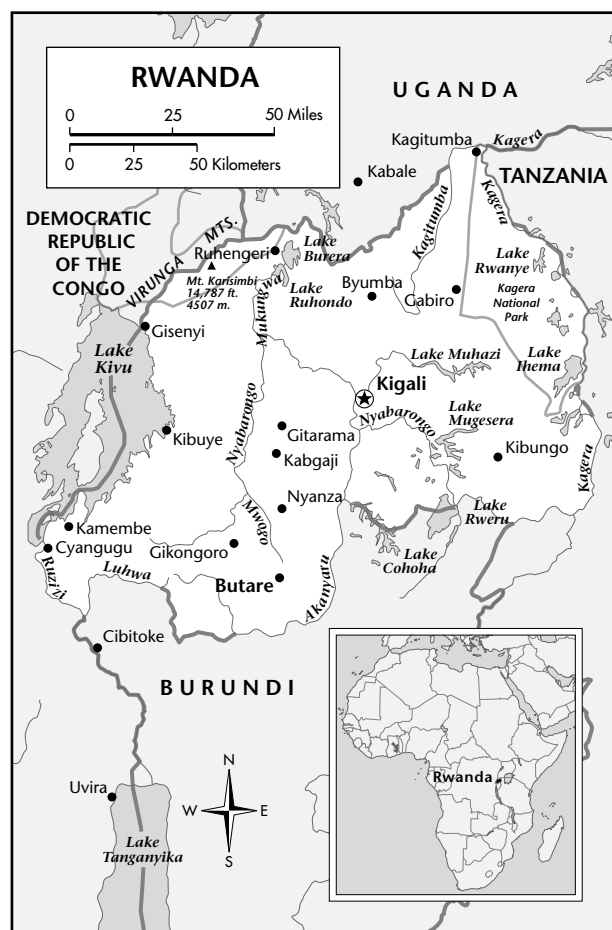 RWANDA
0 25 50 Miles
0 25 50 Kilometers
UGANDA
Kagitumba
Kagera
Kabale
TANZANIA
Kagera
Kagitumba
DEMOCRATIC
REPUBLIC
OF THE
CONGO
VIRUNGA MTS.
Ruhengeri
Mt. Karisimbi
14,787 ft.
4507 m.
Lake
Burera
Lake
Ruhondo
Byumba
Gabiro
Lake
Rwanye
Kagera
National
Park
Mukungwa
Gisenyi
Lake
Kivu
Lake Muhazi
Lake
Ihema
Kigali
Nyabarongo
Nyabarongo
Lake
Mugesera
Kibuye
Gitarama
Kabgaji
Kibungo
Kagera
Nyanza
Mwogo
Lake
Rweru
Kamembe
Cyangugu
Gikongoro
Lake
Cohoha
Ruzizi
Luhwa
Butare
Akanyaru
Cibitoke
BURUNDI
Uvira
Lake
Tanganyika
N
W E
S
Rwanda